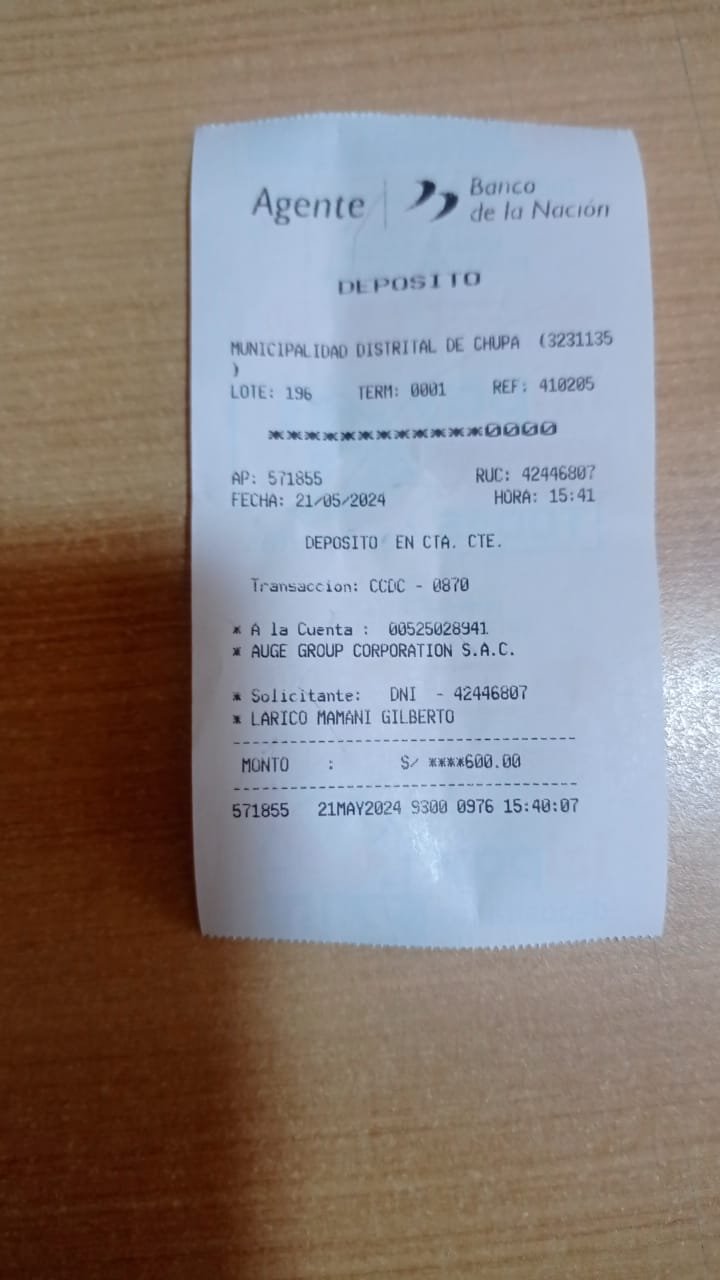 Agente | Banco
de la Nación
DEPOSITO
MUNICIPALIDAD DISTRITAL DE CHUPA (3231135
)
LOTE: 196 TERM: 0001 REF: 410205
************0000
AP: 571855 RUC: 42446807
FECHA: 21/05/2024 HORA: 15:41
DEPOSITO EN CTA. CTE.
Transaccion: CCDC - 0870
* A la Cuenta : 00525028941
* AUGE GROUP CORPORATION S.A.C.
* Solicitante: DNI - 42446807
* LARICO MAMANI GILBERTO
------------------------------------
MONTO : S/ ****600.00
------------------------------------
571855 21MAY2024 9300 0976 15:40:07